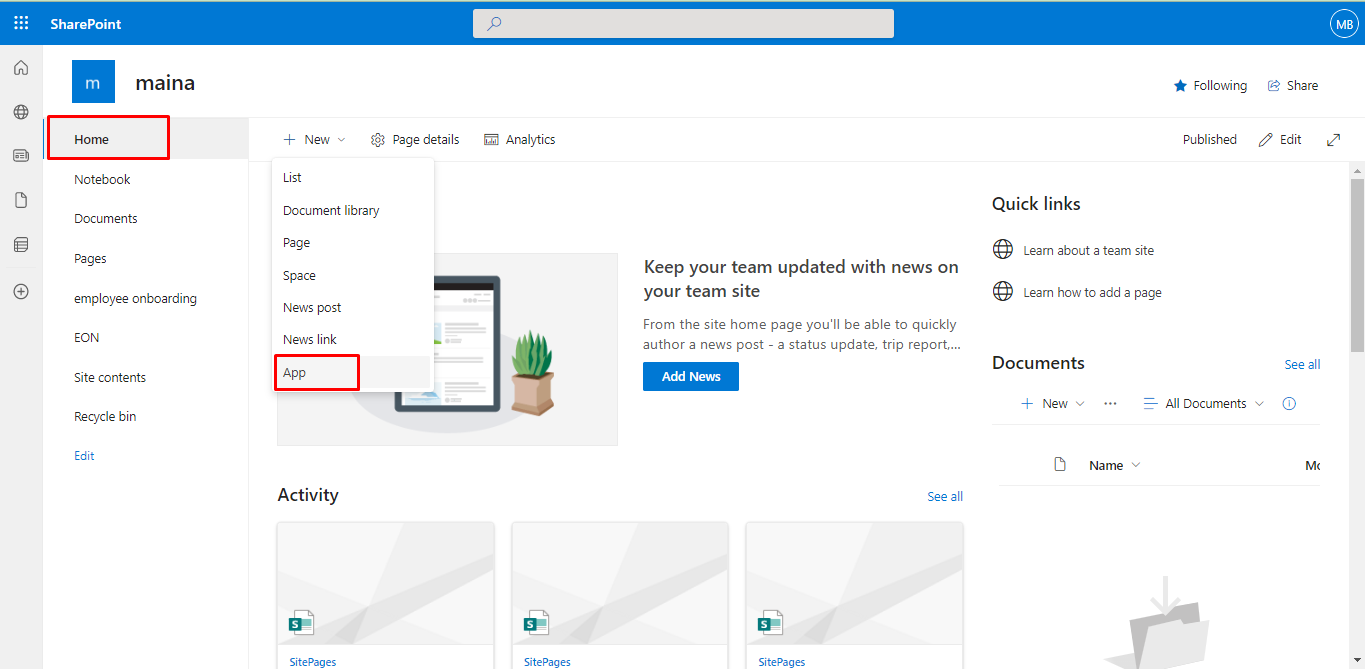 SharePoint
MB
m
maina
Following
Share
Home
Notebook
Documents
Pages
employee onboarding
EON
Site contents
Recycle bin
Edit
New
Page details
Analytics
Published
Edit
List
Document library
Page
Space
News post
News link
App
Keep your team updated with news on
your team site
From the site home page you'll be able to quickly
author a news post - a status update, trip report,...
Add News
Quick links
Learn about a team site
Learn how to add a page
Documents
See all
New
All Documents
Name
Mo
Activity
See all
S
SitePages
S
SitePages
S
SitePages